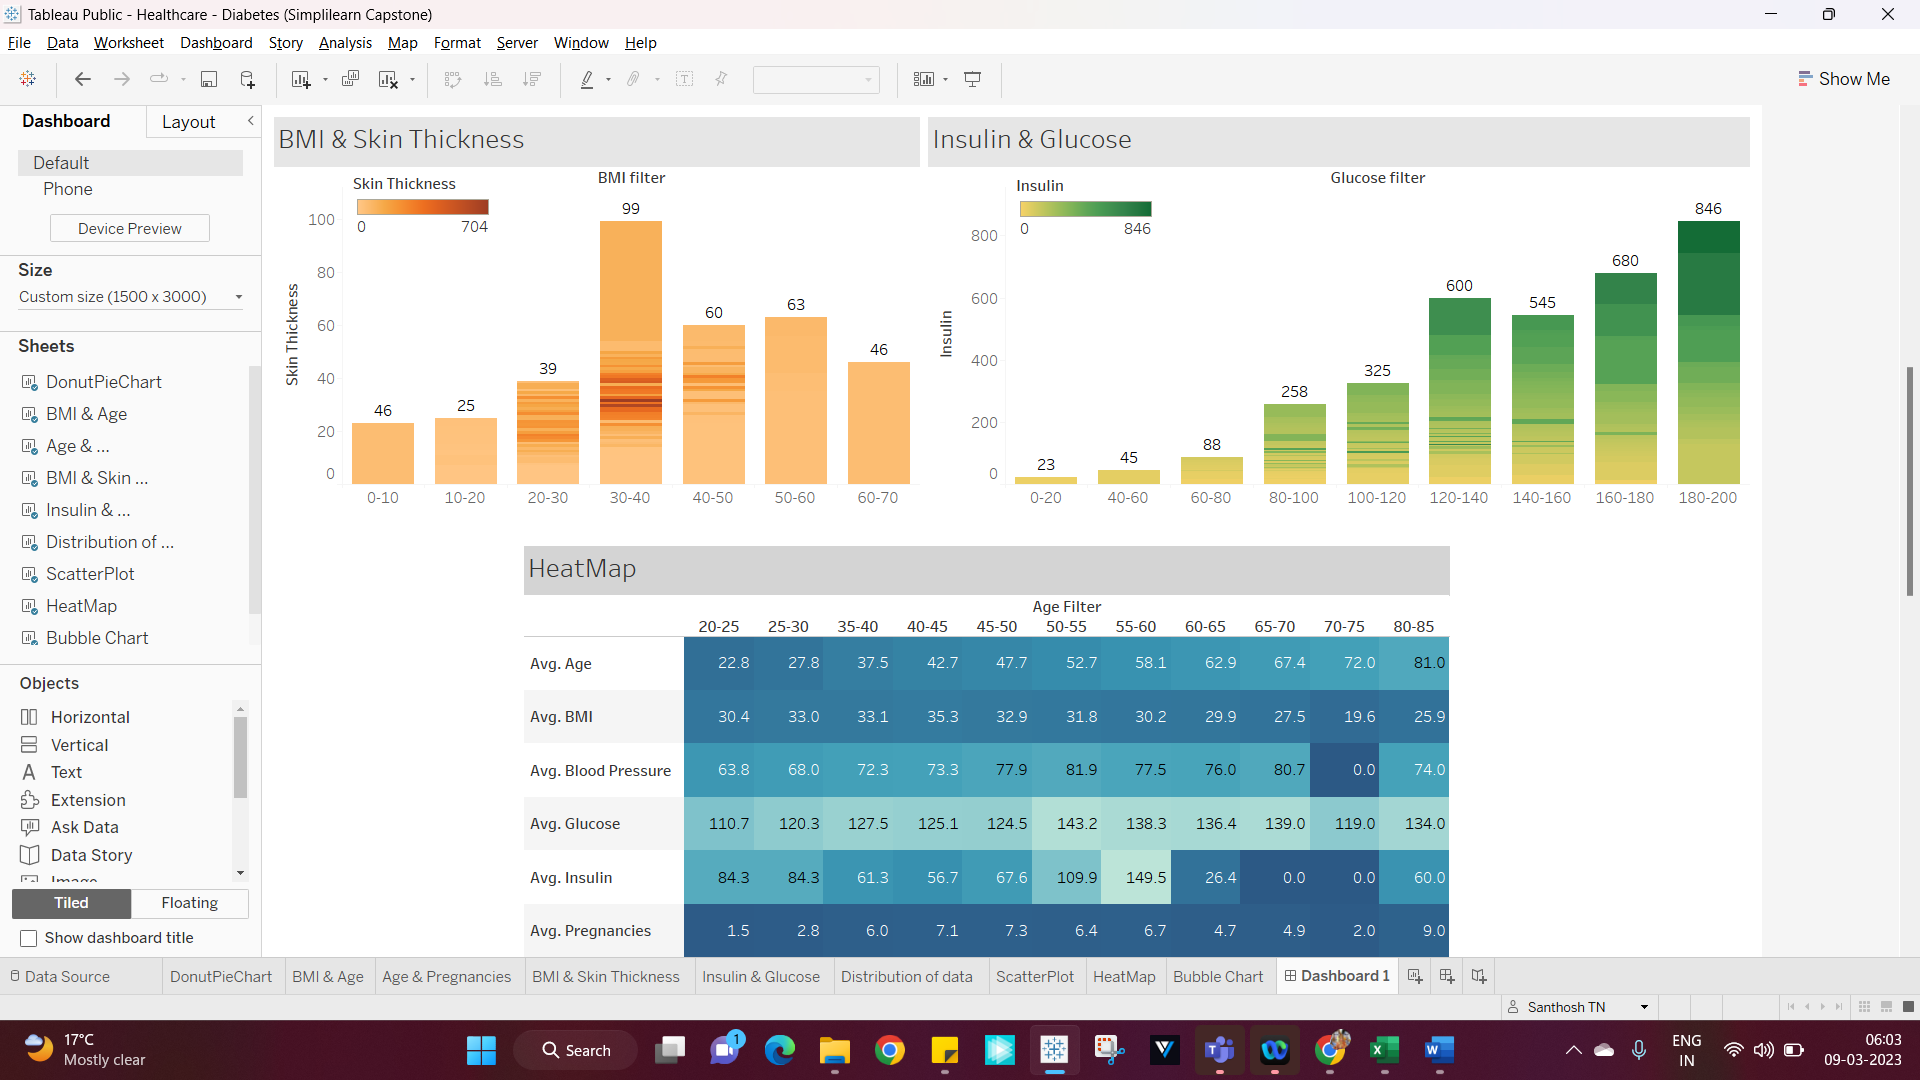 Tableau Public - Healthcare - Diabetes (Simplilearn Capstone)
File Data Worksheet Dashboard Story Analysis Map Format Server Window Help
Show Me
Dashboard Layout
Default
Phone
Device Preview
Size
Custom size (1500 x 3000)
Sheets
DonutPieChart
BMI & Age
Age & ...
BMI & Skin ...
Insulin & ...
Distribution of ...
ScatterPlot
HeatMap
Bubble Chart
Objects
Horizontal
Vertical
Text
Extension
Ask Data
Data Story
Image
Tiled Floating
Show dashboard title
BMI & Skin Thickness
BMI filter
Skin Thickness
0 704
Skin Thickness
100
80
60
40
20
0
46 25 39 99 60 63 46
0-10 10-20 20-30 30-40 40-50 50-60 60-70
Insulin & Glucose
Glucose filter
Insulin
0 846
Insulin
800
600
400
200
0
23 45 88 258 325 600 545 680 846
0-20 40-60 60-80 80-100 100-120 120-140 140-160 160-180 180-200
HeatMap
Age Filter
20-25 25-30 35-40 40-45 45-50 50-55 55-60 60-65 65-70 70-75 80-85
Avg. Age 22.8 27.8 37.5 42.7 47.7 52.7 58.1 62.9 67.4 72.0 81.0
Avg. BMI 30.4 33.0 33.1 35.3 32.9 31.8 30.2 29.9 27.5 19.6 25.9
Avg. Blood Pressure 63.8 68.0 72.3 73.3 77.9 81.9 77.5 76.0 80.7 0.0 74.0
Avg. Glucose 110.7 120.3 127.5 125.1 124.5 143.2 138.3 136.4 139.0 119.0 134.0
Avg. Insulin 84.3 84.3 61.3 56.7 67.6 109.9 149.5 26.4 0.0 0.0 60.0
Avg. Pregnancies 1.5 2.8 6.0 7.1 7.3 6.4 6.7 4.7 4.9 2.0 9.0
Data Source DonutPieChart BMI & Age Age & Pregnancies BMI & Skin Thickness Insulin & Glucose Distribution of data ScatterPlot HeatMap Bubble Chart Dashboard 1
Santhosh TN
17°C
Mostly clear
Search
1
ENG
IN
06:03
09-03-2023